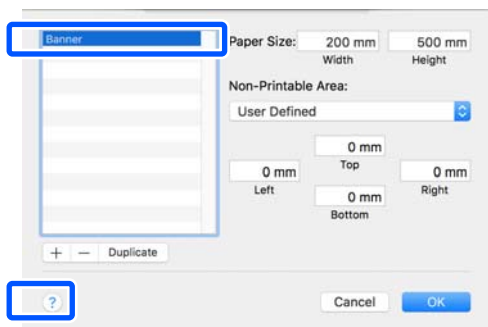 Banner
Paper Size: 200 mm 500 mm
Width Height
Non-Printable Area:
User Defined
0 mm
Top
0 mm 0 mm
Left Right
0 mm
Bottom
+ − Duplicate
? Cancel OK